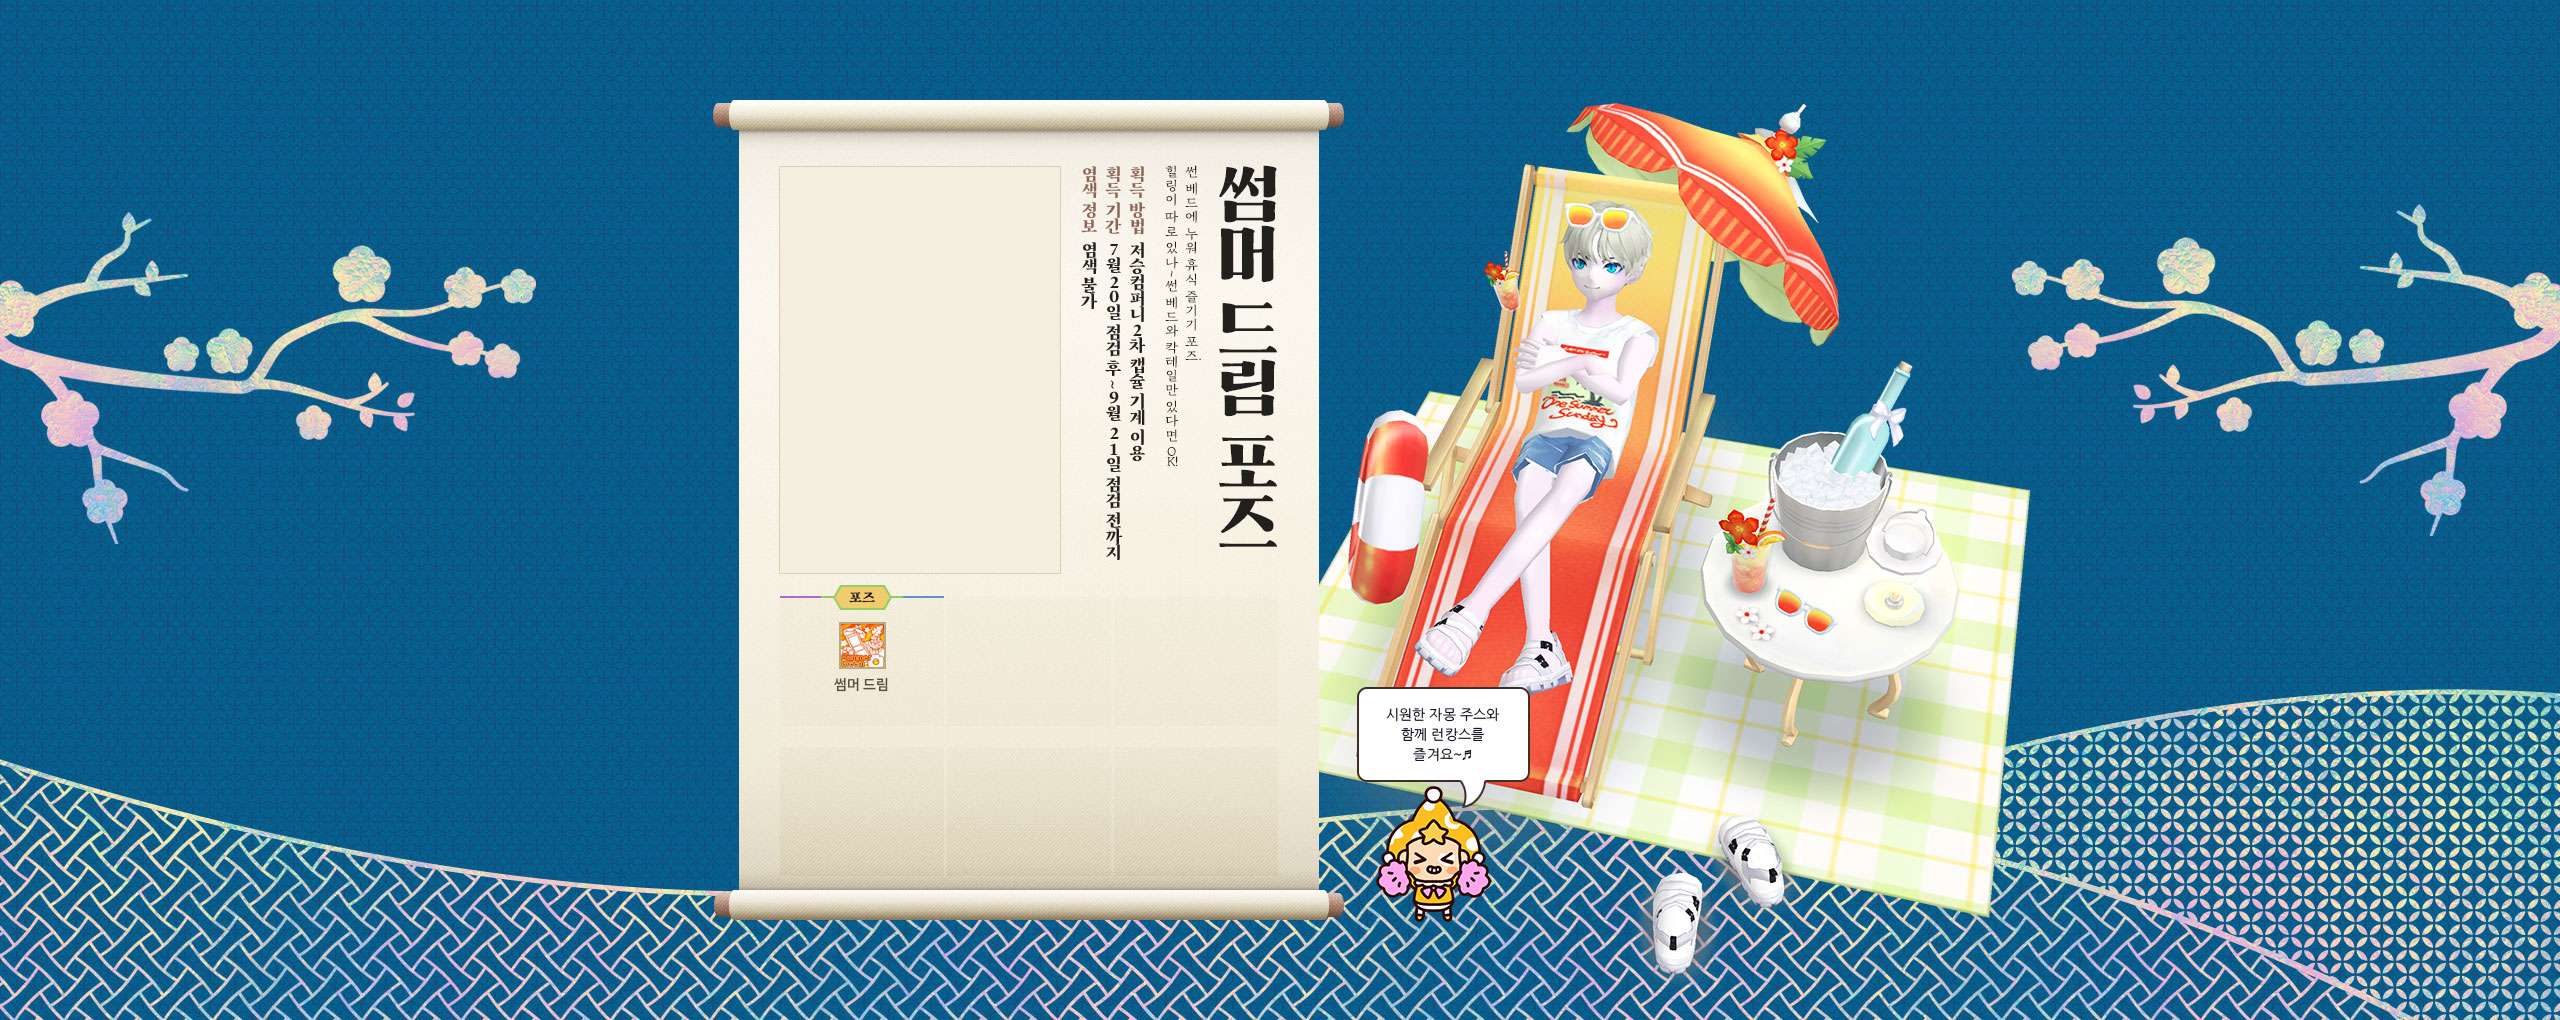 썸머 드림 포즈
썬 베드에 누워 휴식 즐기기 포즈.
힐링이 따로 있나~ 썬 베드와 칵테일만 있다면 OK!
획득 방법 저승컴퍼니 2차 캡슐 기계 이용
획득 기간 7월 20일 점검 후 ~ 9월 21일 점검 전까지
염색 정보 염색 불가
포즈
썸머 드림
One Summer
Sunday
시원한 자몽 주스와
함께 런캉스를
즐겨요~♬